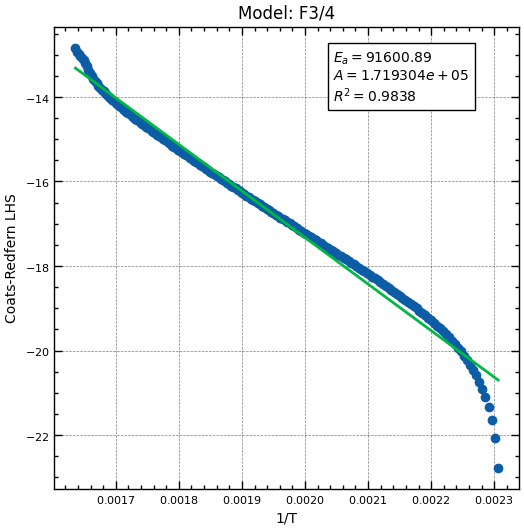 Model: F3/4
E_a = 91600.89
A = 1.719304e + 05
R² = 0.9838
Coats-Redfern LHS
−14
−16
−18
−20
−22
0.0017 0.0018 0.0019 0.0020 0.0021 0.0022 0.0023
1/T